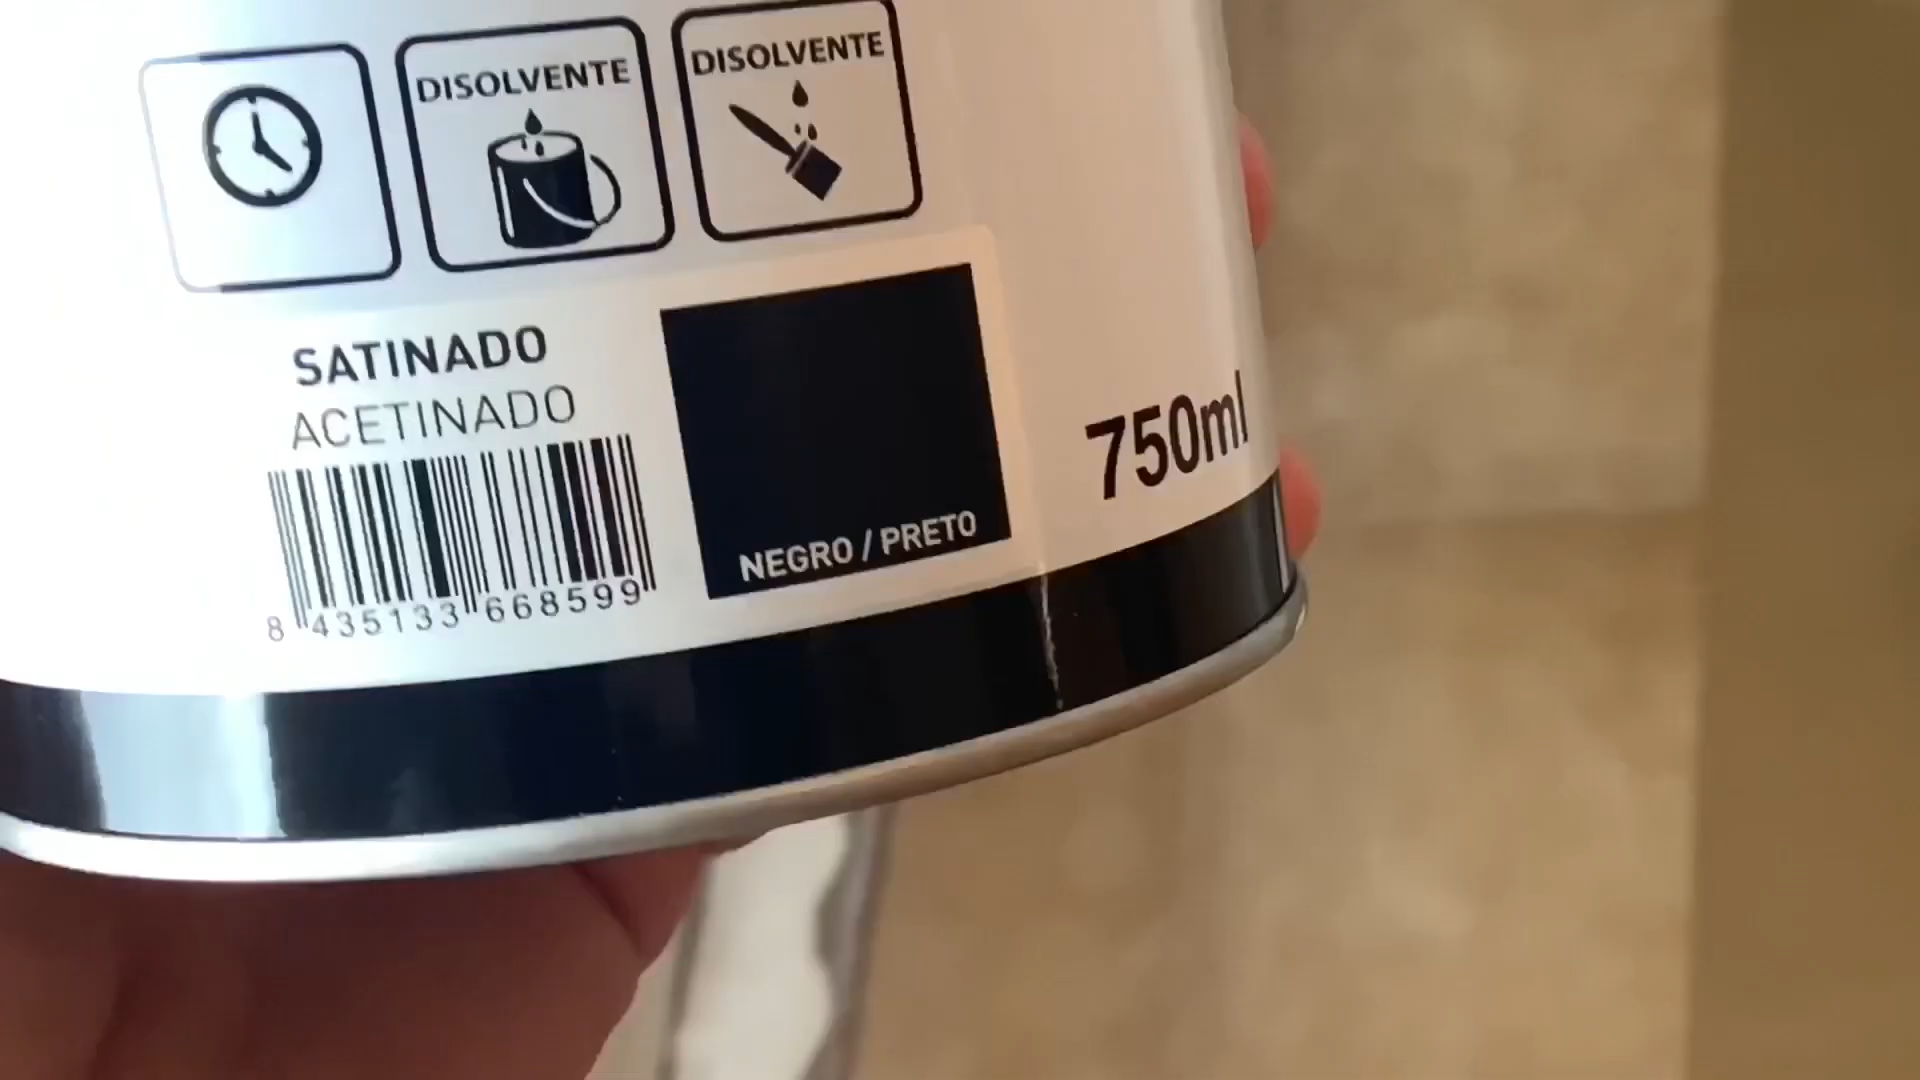 DISOLVENTE
DISOLVENTE
SATINADO
ACETINADO
8 435133 668599
NEGRO / PRETO
750ml